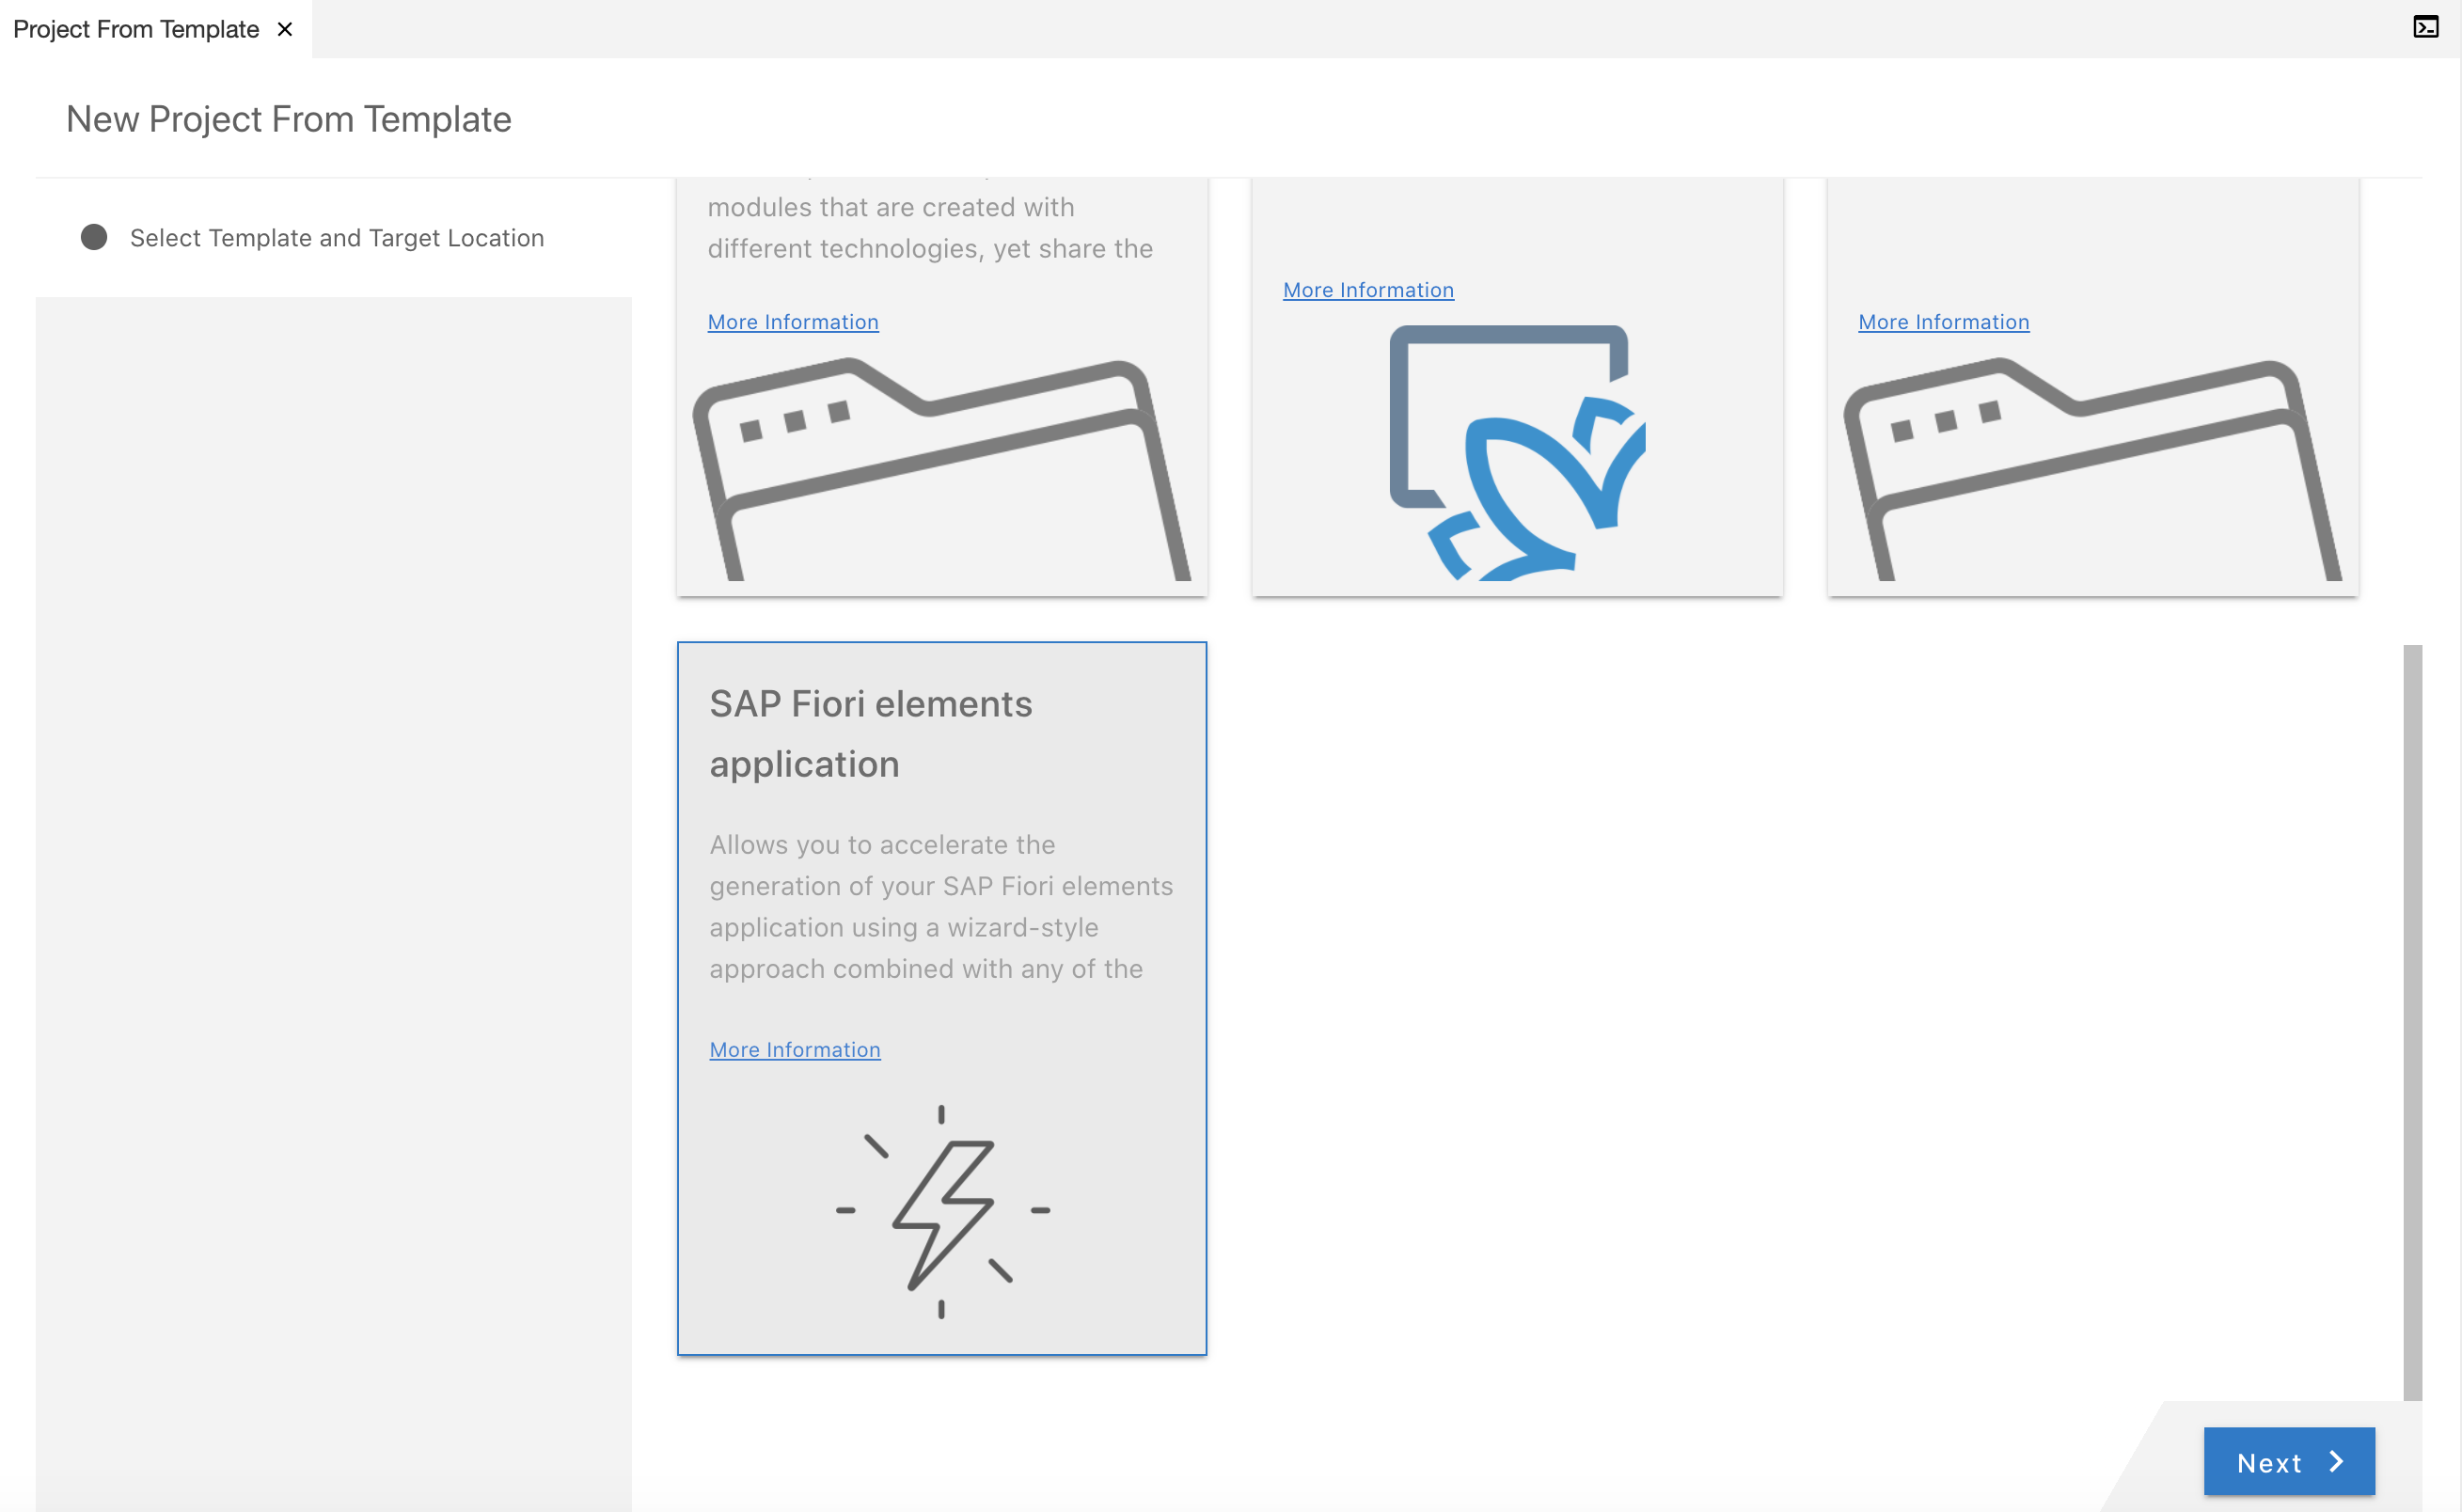 Project From Template
New Project From Template
Select Template and Target Location
modules that are created with
different technologies, yet share the
More Information
More Information
More Information
SAP Fiori elements
application
Allows you to accelerate the
generation of your SAP Fiori elements
application using a wizard-style
approach combined with any of the
More Information
Next